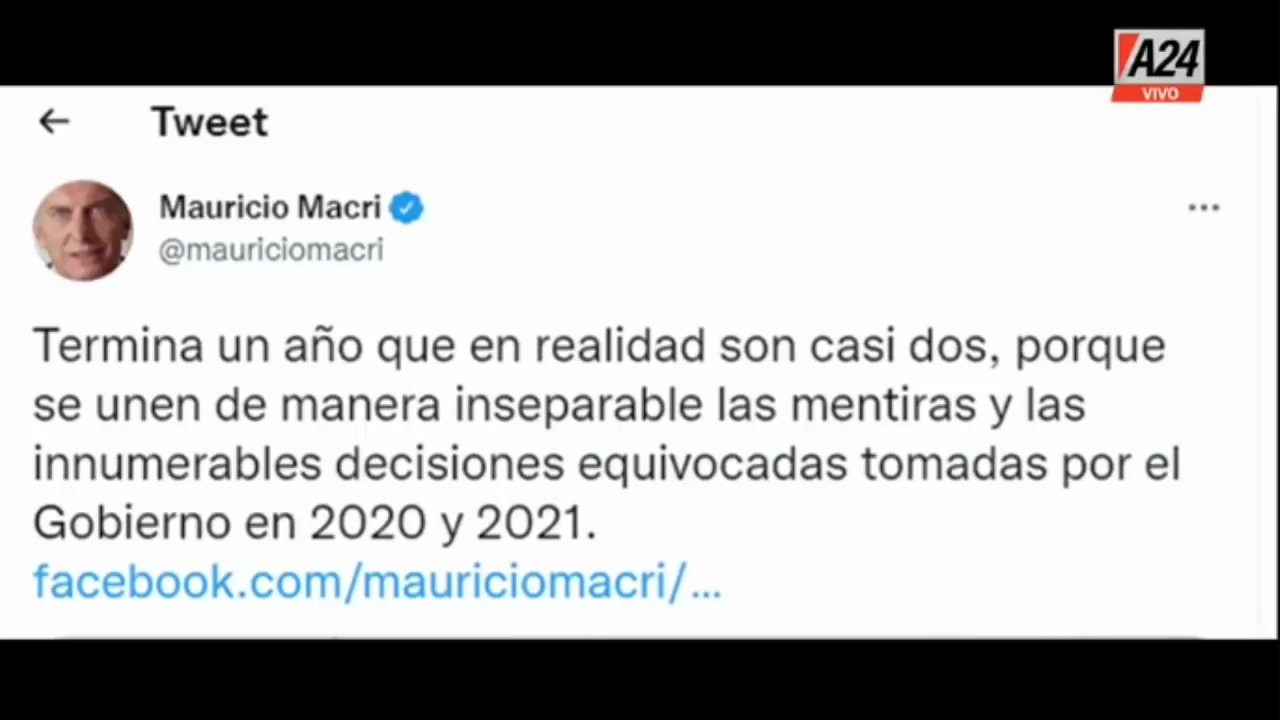 A24
VIVO
Tweet
Mauricio Macri
@mauriciomacri
Termina un año que en realidad son casi dos, porque
se unen de manera inseparable las mentiras y las
innumerables decisiones equivocadas tomadas por el
Gobierno en 2020 y 2021.
facebook.com/mauriciomacri/...